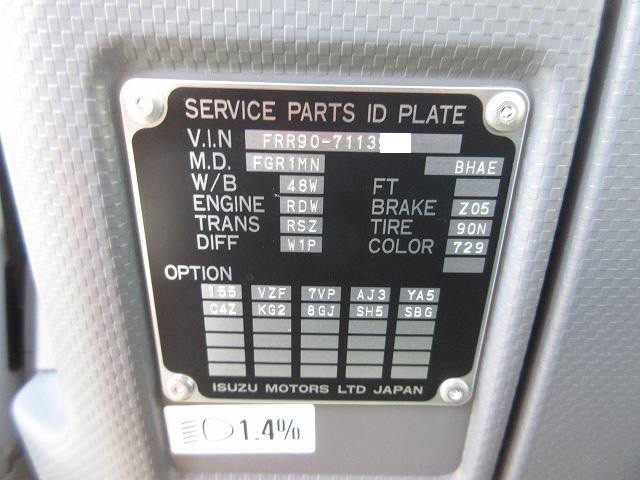 SERVICE PARTS ID PLATE
V.I.N FRR90-7113
M.D. FGR1MN BHAE
W/B 48W FT
ENGINE RDW BRAKE Z05
TRANS RSZ TIRE 90N
DIFF W1P COLOR 729
OPTION
155 VZF 7VP AJ3 YA5
C4Z KG2 8GJ SH5 SBG
ISUZU MOTORS LTD JAPAN
1.4%